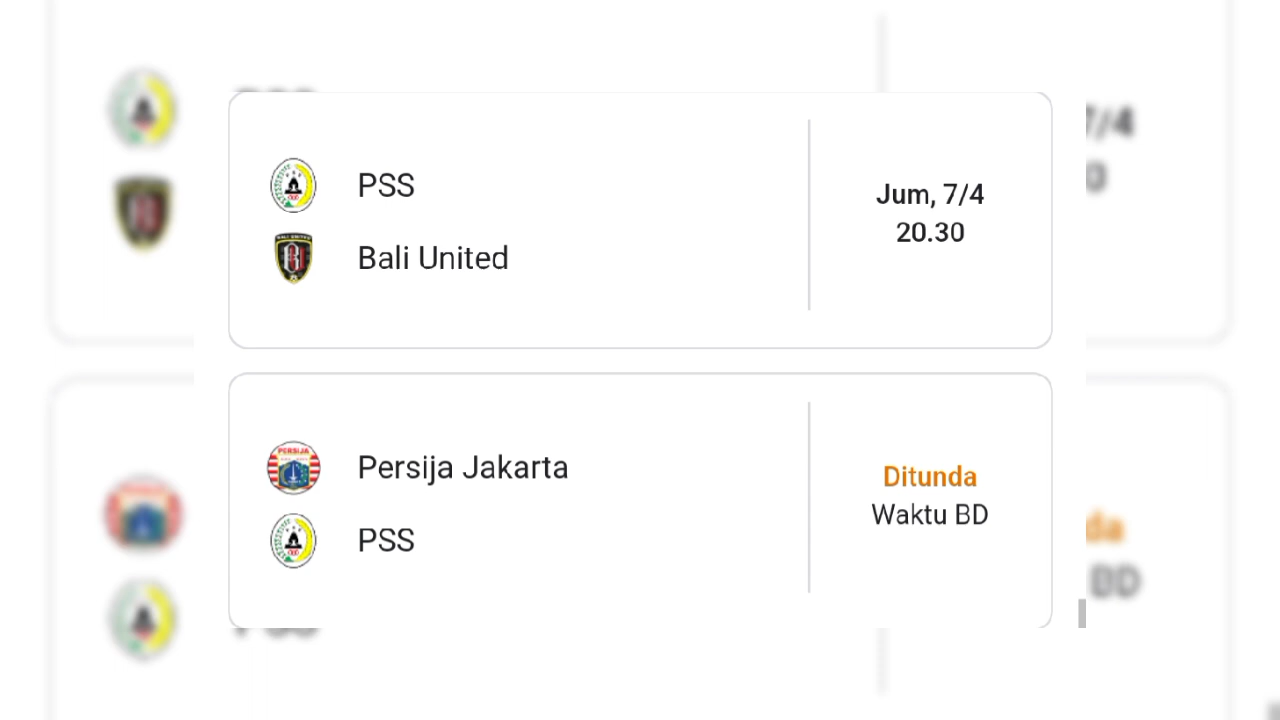 PSS
Bali United
Jum, 7/4
20.30
Persija Jakarta
PSS
Ditunda
Waktu BD